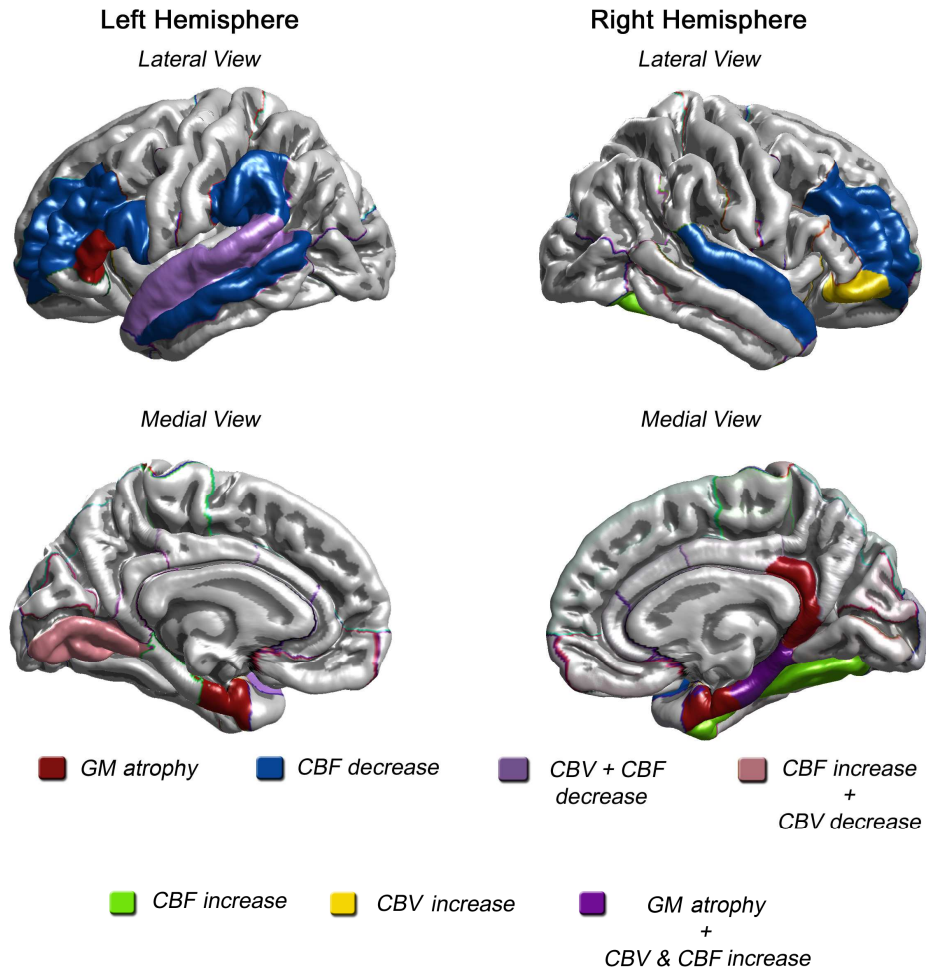 Left Hemisphere
Right Hemisphere
Lateral View
Lateral View
Medial View
Medial View
GM atrophy
CBF decrease
CBV + CBF
decrease
CBF increase
+
CBV decrease
CBF increase
CBV increase
GM atrophy
+
CBV & CBF increase